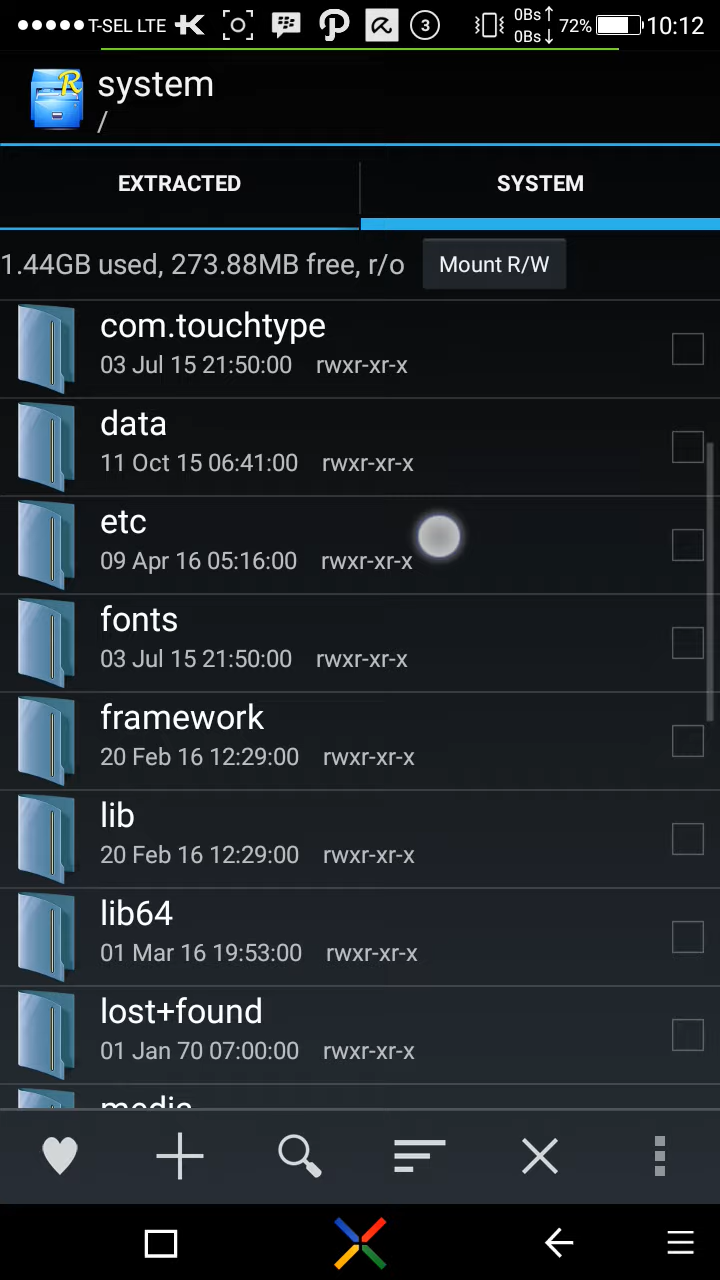 T-SEL LTE 3 0Bs↑ 72% 10:12
0Bs↓
R system
/
EXTRACTED SYSTEM
1.44GB used, 273.88MB free, r/o Mount R/W
com.touchtype
03 Jul 15 21:50:00 rwxr-xr-x
data
11 Oct 15 06:41:00 rwxr-xr-x
etc
09 Apr 16 05:16:00 rwxr-xr-x
fonts
03 Jul 15 21:50:00 rwxr-xr-x
framework
20 Feb 16 12:29:00 rwxr-xr-x
lib
20 Feb 16 12:29:00 rwxr-xr-x
lib64
01 Mar 16 19:53:00 rwxr-xr-x
lost+found
01 Jan 70 07:00:00 rwxr-xr-x
media